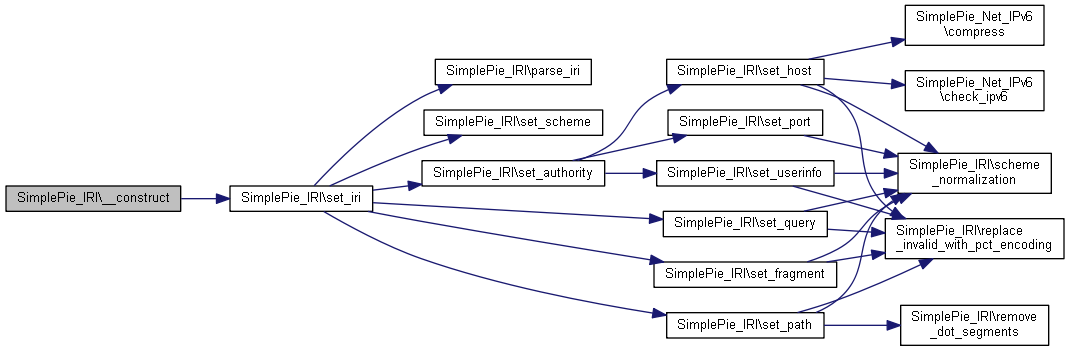 SimplePie_IRI\__construct
SimplePie_IRI\set_iri
SimplePie_IRI\parse_iri
SimplePie_IRI\set_scheme
SimplePie_IRI\set_authority
SimplePie_IRI\set_host
SimplePie_IRI\set_port
SimplePie_IRI\set_userinfo
SimplePie_IRI\set_query
SimplePie_IRI\set_fragment
SimplePie_IRI\set_path
SimplePie_Net_IPv6
\compress
SimplePie_Net_IPv6
\check_ipv6
SimplePie_IRI\scheme
_normalization
SimplePie_IRI\replace
_invalid_with_pct_encoding
SimplePie_IRI\remove
_dot_segments